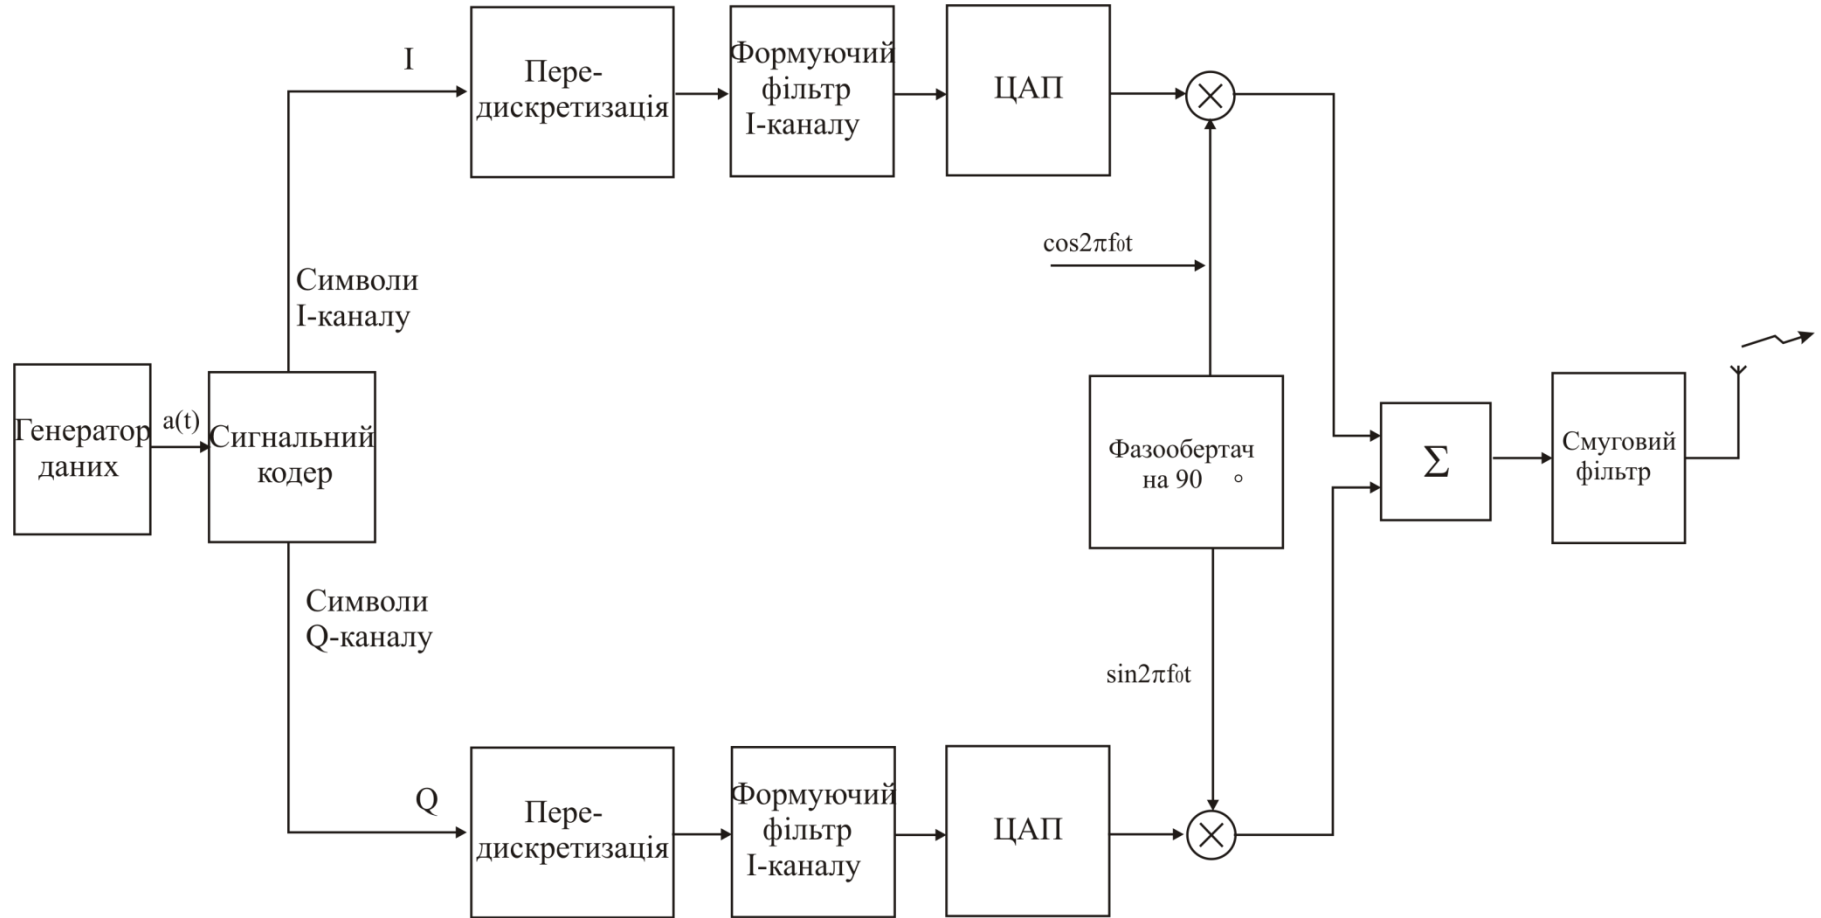 I
Пере-
дискретизація
Формуючий
фільтр
I-каналу
ЦАП
cos2πf₀t
Символи
I-каналу
Генератор
даних
a(t)
Сигнальний
кодер
Фазообертач
на 90 °
Σ
Смуговий
фільтр
Символи
Q-каналу
sin2πf₀t
Q
Пере-
дискретизація
Формуючий
фільтр
I-каналу
ЦАП